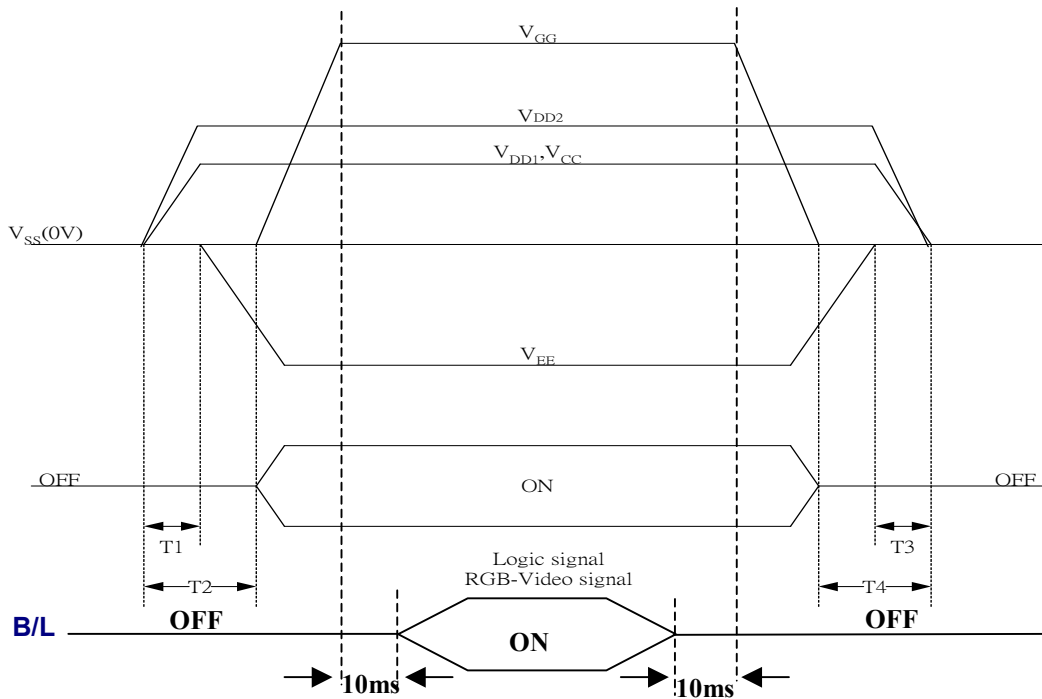 VGG
VDD2
VDD1,VCC
VSS(0V)
VEE
OFF ON OFF
T1 T3
Logic signal
RGB-Video signal
T2 T4
OFF OFF
B/L
ON
10ms 10ms